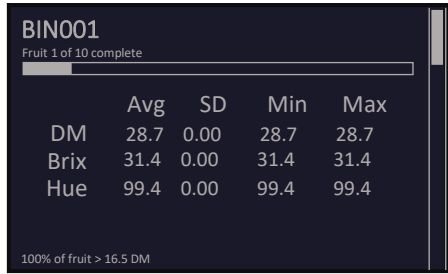 BIN001
Fruit 1 of 10 complete
Avg SD Min Max
DM 28.7 0.00 28.7 28.7
Brix 31.4 0.00 31.4 31.4
Hue 99.4 0.00 99.4 99.4
100% of fruit > 16.5 DM